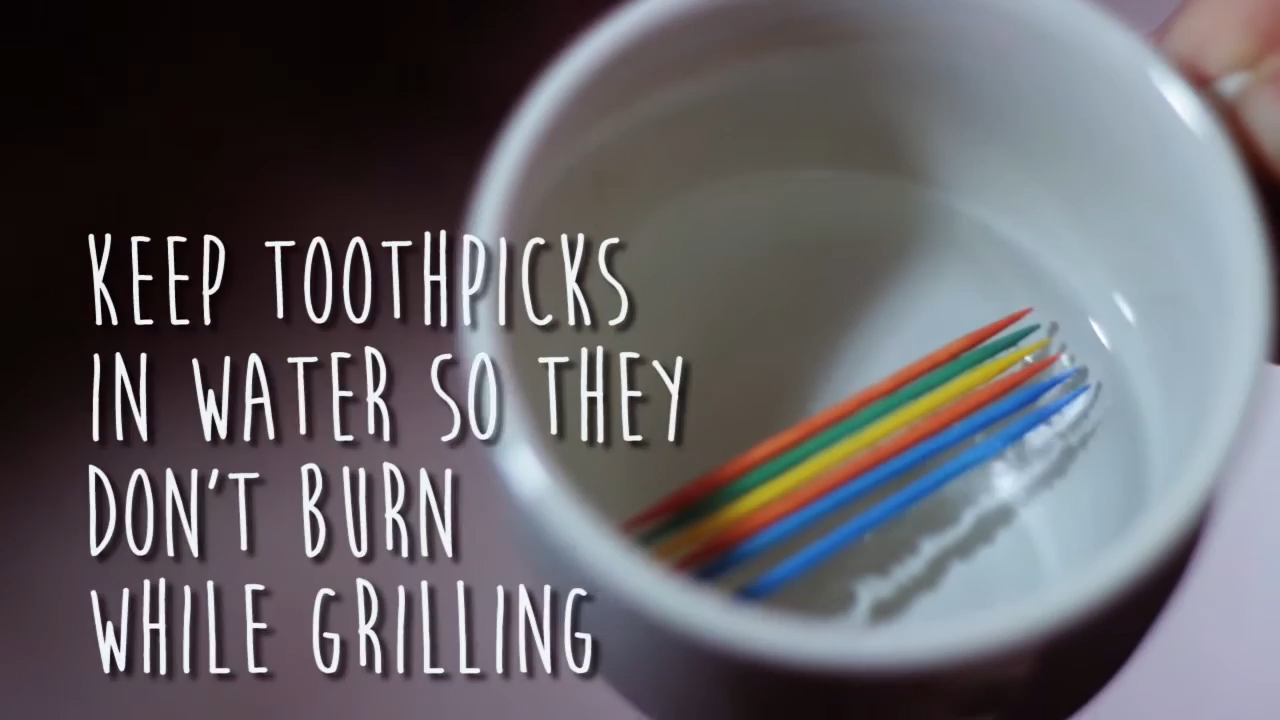 KEEP TOOTHPICKS
IN WATER SO THEY
DON'T BURN
WHILE GRILLING